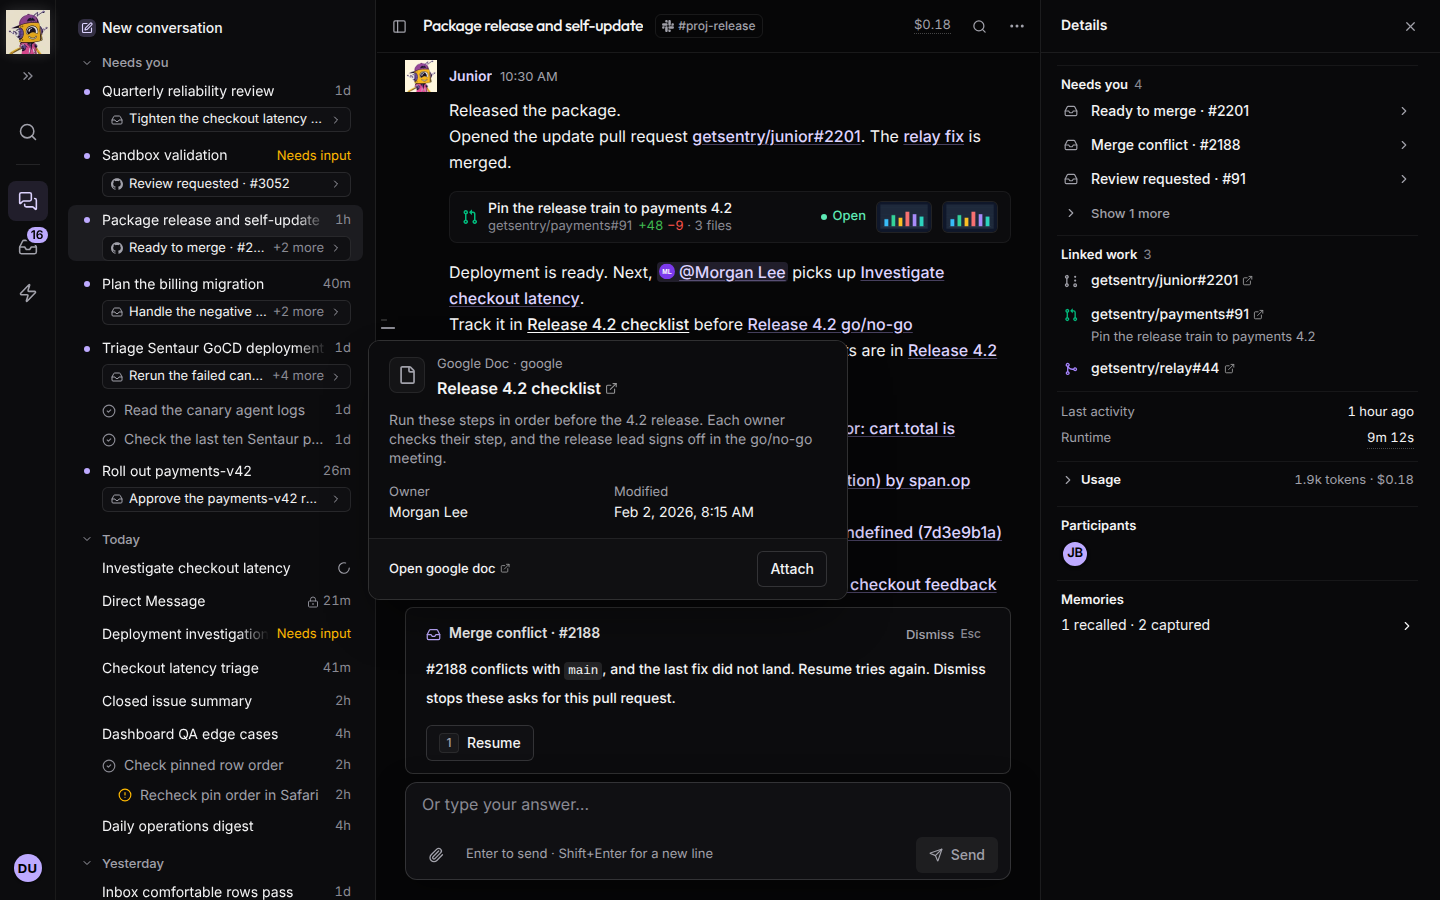 New conversation
Needs you
Quarterly reliability review 1d
Tighten the checkout latency ...
Sandbox validation Needs input
Review requested · #3052
Package release and self-update 1h
Ready to merge · #2... +2 more
16
Plan the billing migration 40m
Handle the negative ... +2 more
Triage Sentaur GoCD deployment 1d
Rerun the failed can... +4 more
Read the canary agent logs 1d
Check the last ten Sentaur p... 1d
Roll out payments-v42 26m
Approve the payments-v42 r...
Today
Investigate checkout latency
Direct Message 21m
Deployment investigation Needs input
Checkout latency triage 41m
Closed issue summary 2h
Dashboard QA edge cases 4h
Check pinned row order 2h
Recheck pin order in Safari 2h
Daily operations digest 4h
Yesterday
Inbox comfortable rows pass 1d
DU
Package release and self-update #proj-release $0.18
Junior 10:30 AM
Released the package.
Opened the update pull request getsentry/junior#2201. The relay fix is
merged.
Pin the release train to payments 4.2
getsentry/payments#91 +48 −9 · 3 files
Open
Deployment is ready. Next, ML @Morgan Lee picks up Investigate
checkout latency.
Track it in Release 4.2 checklist before Release 4.2 go/no-go
s are in Release 4.2
or: cart.total is
tion) by span.op
ndefined (7d3e9b1a)
checkout feedback
Google Doc · google
Release 4.2 checklist
Run these steps in order before the 4.2 release. Each owner
checks their step, and the release lead signs off in the go/no-go
meeting.
Owner Modified
Morgan Lee Feb 2, 2026, 8:15 AM
Open google doc Attach
Merge conflict · #2188 Dismiss Esc
#2188 conflicts with main, and the last fix did not land. Resume tries again. Dismiss
stops these asks for this pull request.
1 Resume
Or type your answer...
Enter to send · Shift+Enter for a new line Send
Details
Needs you 4
Ready to merge · #2201
Merge conflict · #2188
Review requested · #91
Show 1 more
Linked work 3
getsentry/junior#2201
getsentry/payments#91
Pin the release train to payments 4.2
getsentry/relay#44
Last activity 1 hour ago
Runtime 9m 12s
Usage 1.9k tokens · $0.18
Participants
JB
Memories
1 recalled · 2 captured